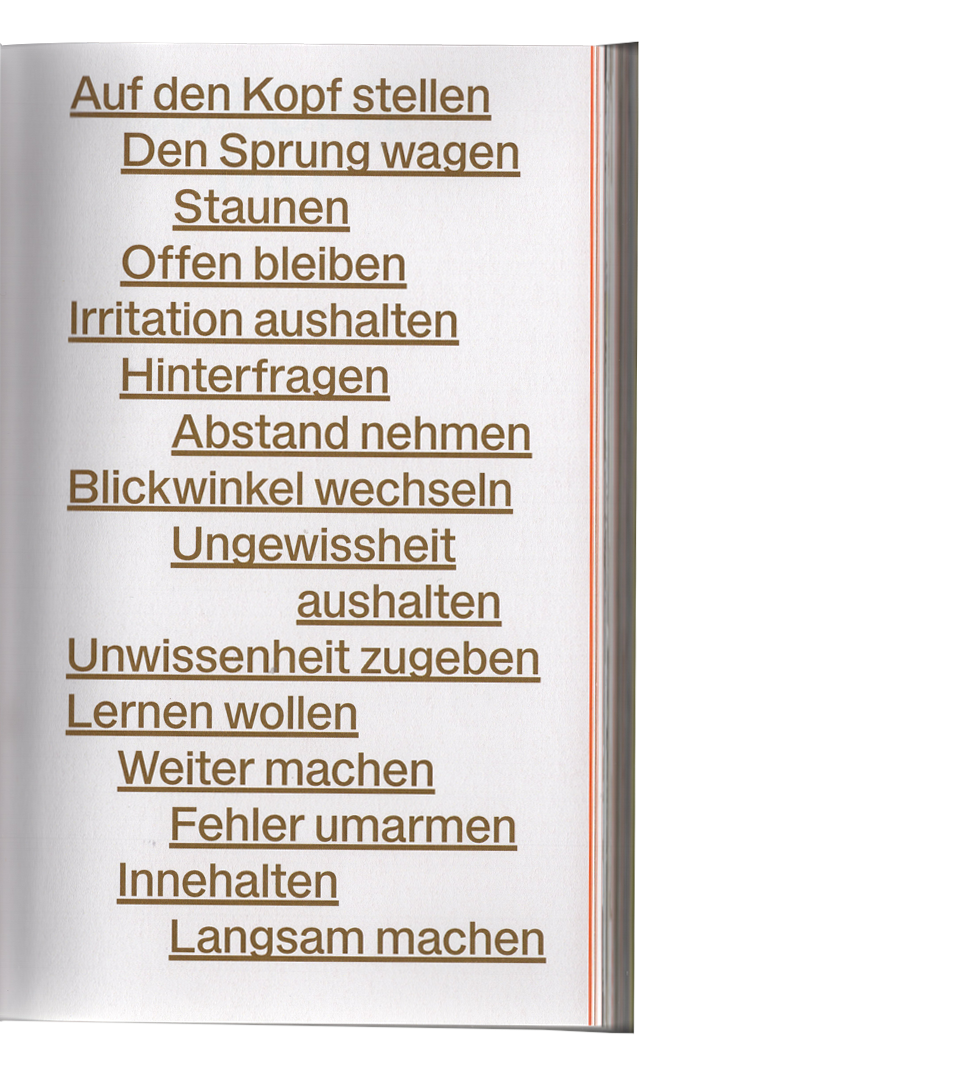 Auf den Kopf stellen
Den Sprung wagen
Staunen
Offen bleiben
Irritation aushalten
Hinterfragen
Abstand nehmen
Blickwinkel wechseln
Ungewissheit
aushalten
Unwissenheit zugeben
Lernen wollen
Weiter machen
Fehler umarmen
Innehalten
Langsam machen